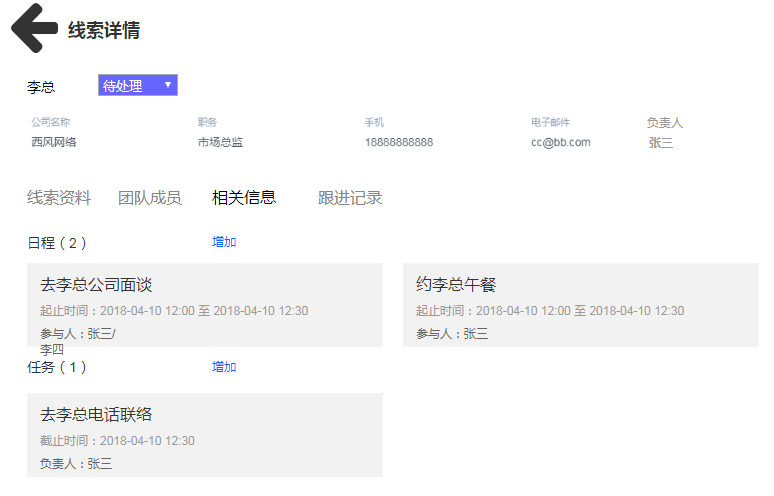 线索详情
李总 待处理
公司名称 职务 手机 电子邮件 负责人
西风网络 市场总监 18888888888 cc@bb.com 张三
线索资料 团队成员 相关信息 跟进记录
日程（2） 增加
去李总公司面谈 约李总午餐
起止时间：2018-04-10 12:00 至 2018-04-10 12:30 起止时间：2018-04-10 12:00 至 2018-04-10 12:30
参与人：张三/ 参与人：张三
李四
任务（1） 增加
去李总电话联络
截止时间：2018-04-10 12:30
负责人：张三